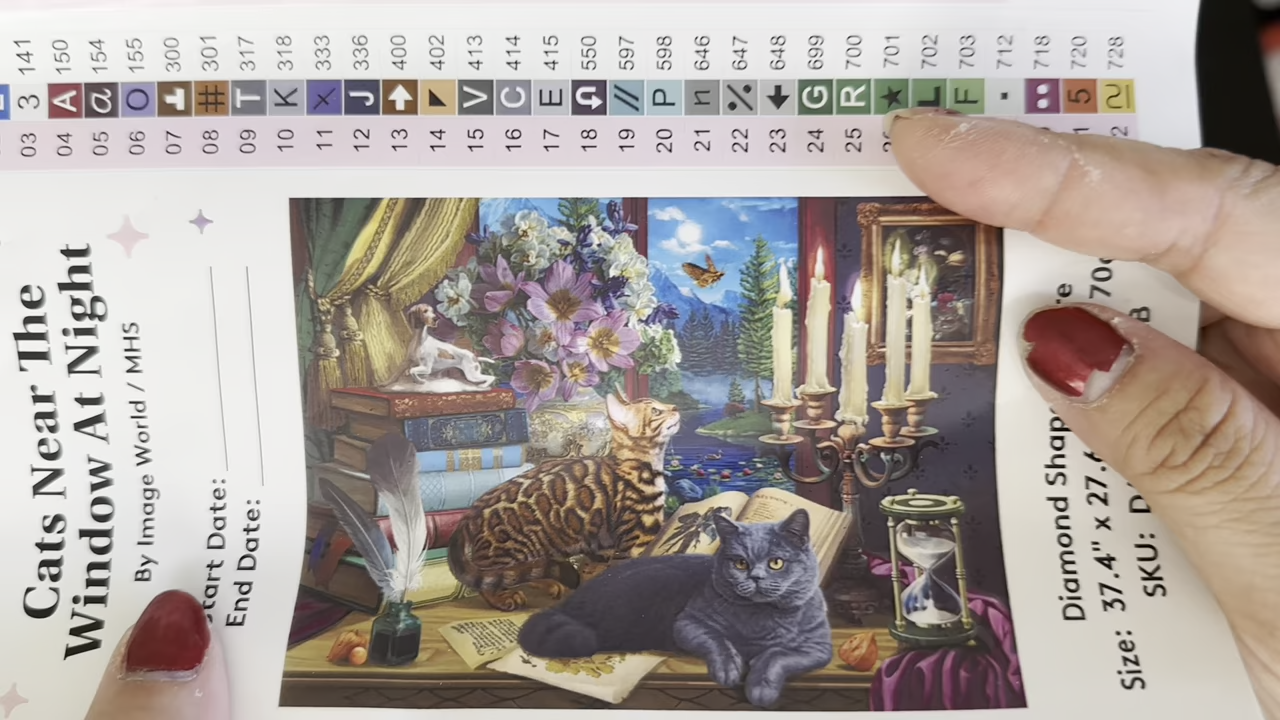 141 150 154 155 300 301 317 318 333 336 400 402 413 414 415 550 597 598 646 647 648 699 700 701 702 703 712 718 720 728
3 A a O # T K X J V C E // P n % G R ★ L F 5
03 04 05 06 07 08 09 10 11 12 13 14 15 16 17 18 19 20 21 22 23 24 25
Cats Near The
Window At Night
By Image World / MHS
Start Date:
End Date:
Diamond Shap
Size: 37.4" x 27.
SKU: D